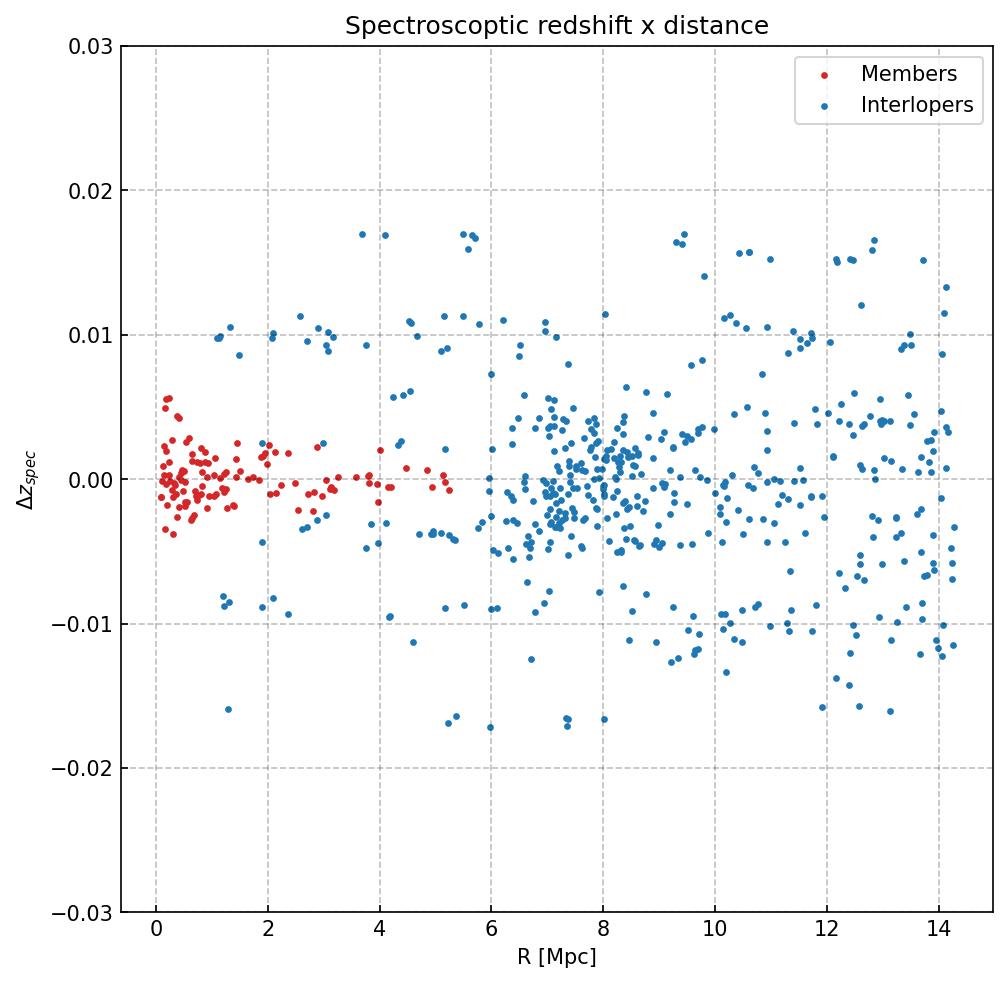 Spectroscoptic redshift x distance
Members
Interlopers
0.03
0.02
0.01
0.00
−0.01
−0.02
−0.03
Δz_spec
0 2 4 6 8 10 12 14
R [Mpc]